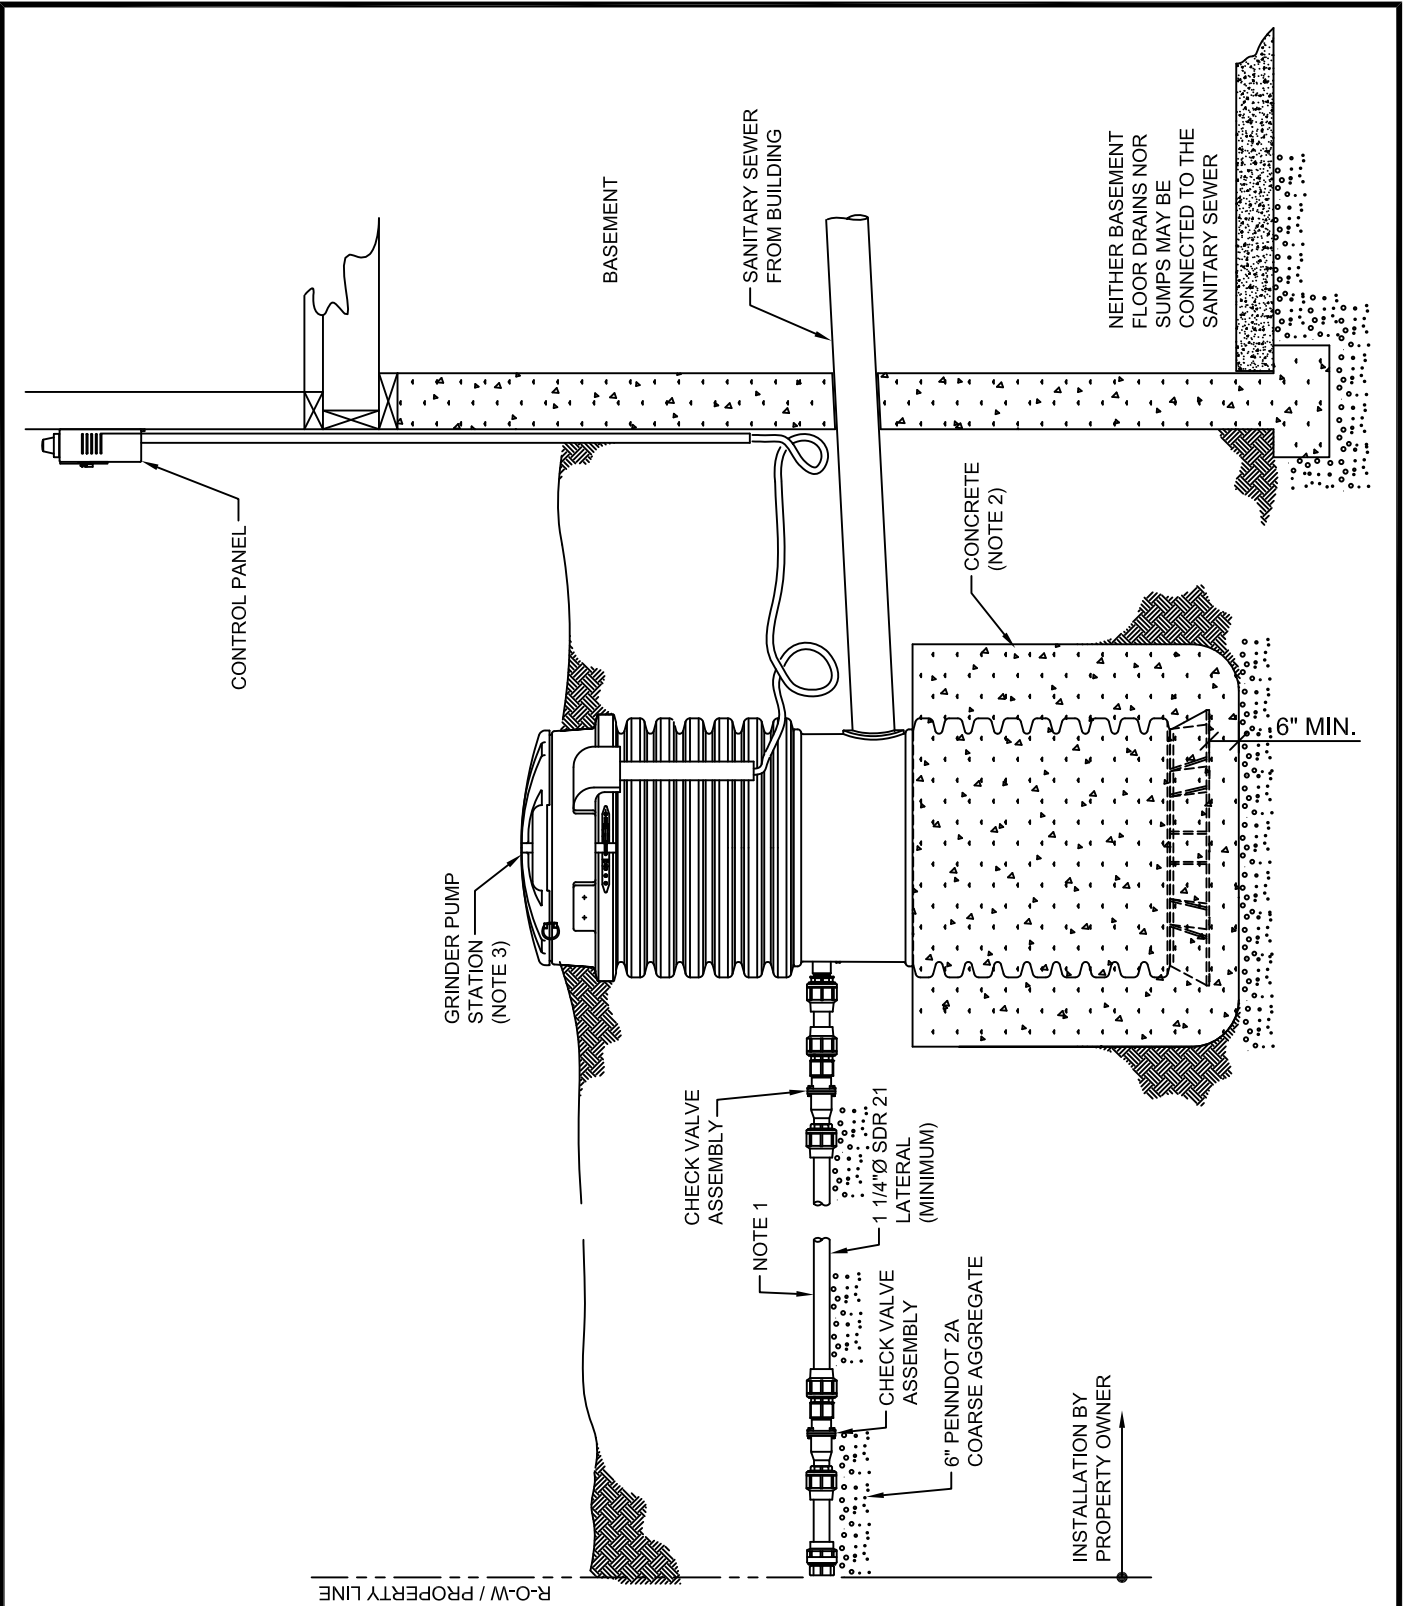 CONTROL PANEL
BASEMENT
SANITARY SEWER
FROM BUILDING
NEITHER BASEMENT
FLOOR DRAINS NOR
SUMPS MAY BE
CONNECTED TO THE
SANITARY SEWER
GRINDER PUMP
STATION
(NOTE 3)
CONCRETE
(NOTE 2)
6" MIN.
CHECK VALVE
ASSEMBLY
1 1/4"Ø SDR 21
LATERAL
(MINIMUM)
NOTE 1
CHECK VALVE
ASSEMBLY
6" PENNDOT 2A
COARSE AGGREGATE
INSTALLATION BY
PROPERTY OWNER
R-O-W / PROPERTY LINE